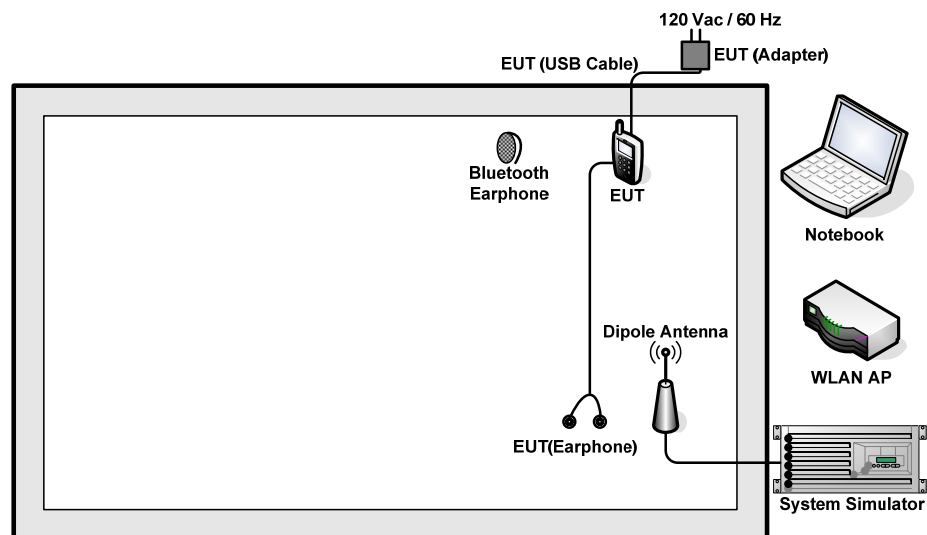 120 Vac / 60 Hz
EUT (Adapter)
EUT (USB Cable)
Bluetooth
Earphone
EUT
Notebook
Dipole Antenna
WLAN AP
EUT(Earphone)
System Simulator